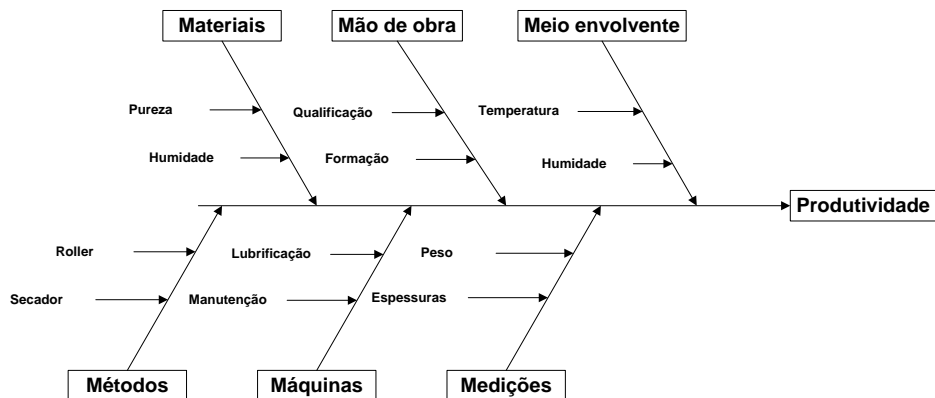 Materiais
Mão de obra
Meio envolvente
Pureza
Qualificação
Temperatura
Humidade
Formação
Humidade
Produtividade
Roller
Lubrificação
Peso
Secador
Manutenção
Espessuras
Métodos
Máquinas
Medições